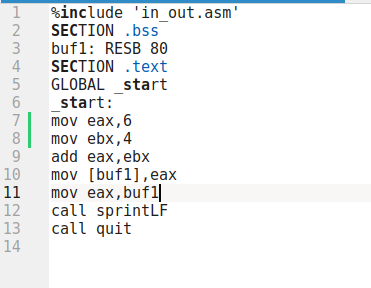 1 %include 'in_out.asm'
2 SECTION .bss
3 buf1: RESB 80
4 SECTION .text
5 GLOBAL _start
6 _start:
7 mov eax,6
8 mov ebx,4
9 add eax,ebx
10 mov [buf1],eax
11 mov eax,buf1
12 call sprintLF
13 call quit
14